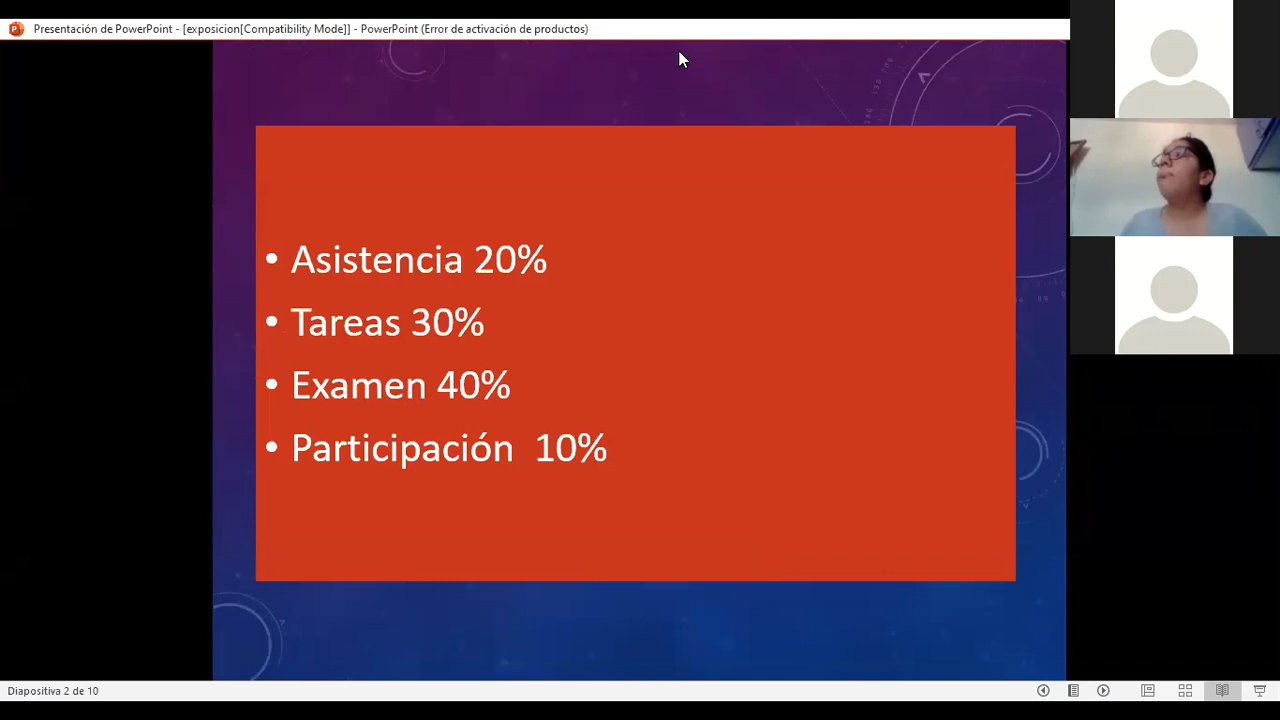 Presentación de PowerPoint - [exposicion[Compatibility Mode]] - PowerPoint (Error de activación de productos)
• Asistencia 20%
• Tareas 30%
• Examen 40%
• Participación 10%
Diapositiva 2 de 10